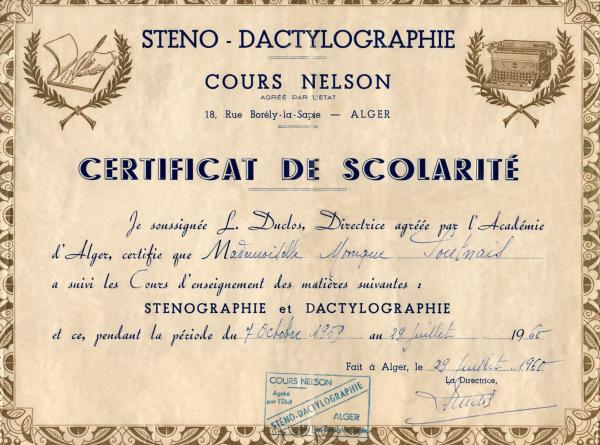 STENO - DACTYLOGRAPHIE
COURS NELSON
AGRÉÉ PAR L'ETAT
18, Rue Borély-la-Sapie — ALGER
CERTIFICAT DE SCOLARITÉ
Je soussignée L. Duclos, Directrice agréée par l'Académie
d'Alger, certifie que Mademoiselle Monique
a suivi les Cours d'enseignement des matières suivantes :
STENOGRAPHIE et DACTYLOGRAPHIE
et ce, pendant la période du 7 Octobre 1959 au 29 Juillet 1960
Fait à Alger, le 29 Juillet 1960
La Directrice,
COURS NELSON
Agréé
par l'Etat
STENO-DACTYLOGRAPHIE
ALGER